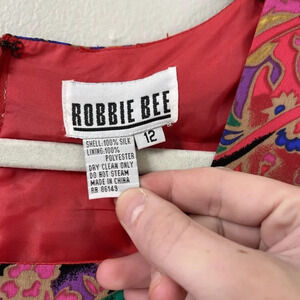 ROBBIE BEE
12
SHELL:100% SILK
LINING:100%
POLYESTER
DRY CLEAN ONLY
DO NOT STEAM
MADE IN CHINA
RN 86149